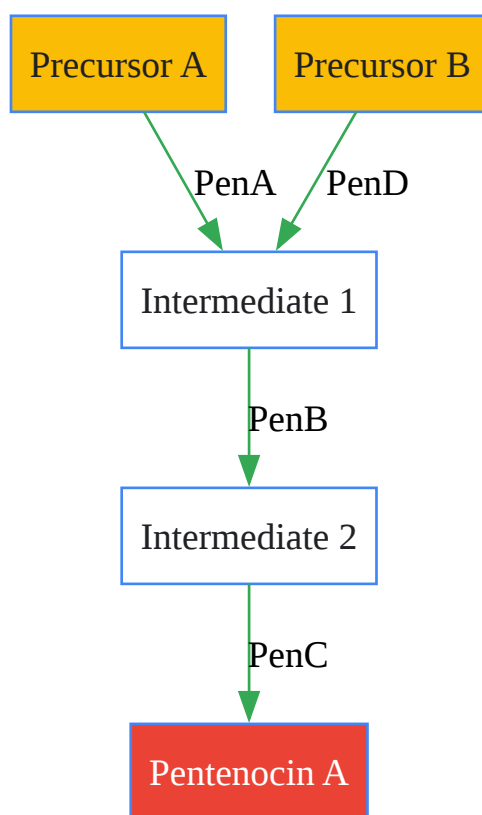 Precursor A
Precursor B
PenA
PenD
Intermediate 1
PenB
Intermediate 2
PenC
Pentenocin A